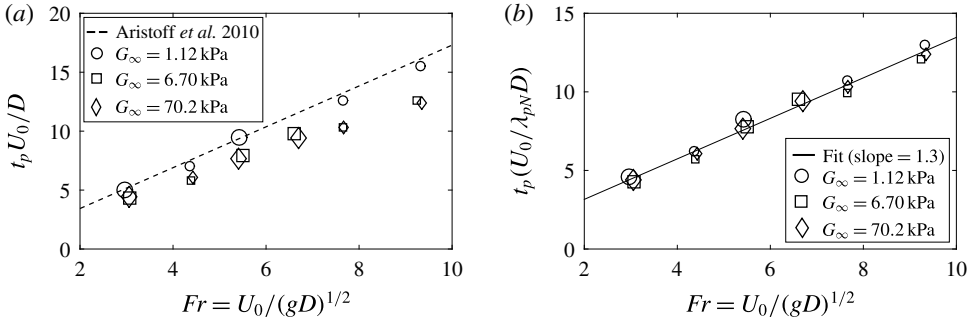 (a)
20
15
10
5
0
t_p U_0/D
Aristoff et al. 2010
G_∞ = 1.12 kPa
G_∞ = 6.70 kPa
G_∞ = 70.2 kPa
2 4 6 8 10
Fr = U_0/(gD)^{1/2}
(b)
15
10
5
0
t_p(U_0/λ_{pN}D)
Fit (slope = 1.3)
G_∞ = 1.12 kPa
G_∞ = 6.70 kPa
G_∞ = 70.2 kPa
2 4 6 8 10
Fr = U_0/(gD)^{1/2}